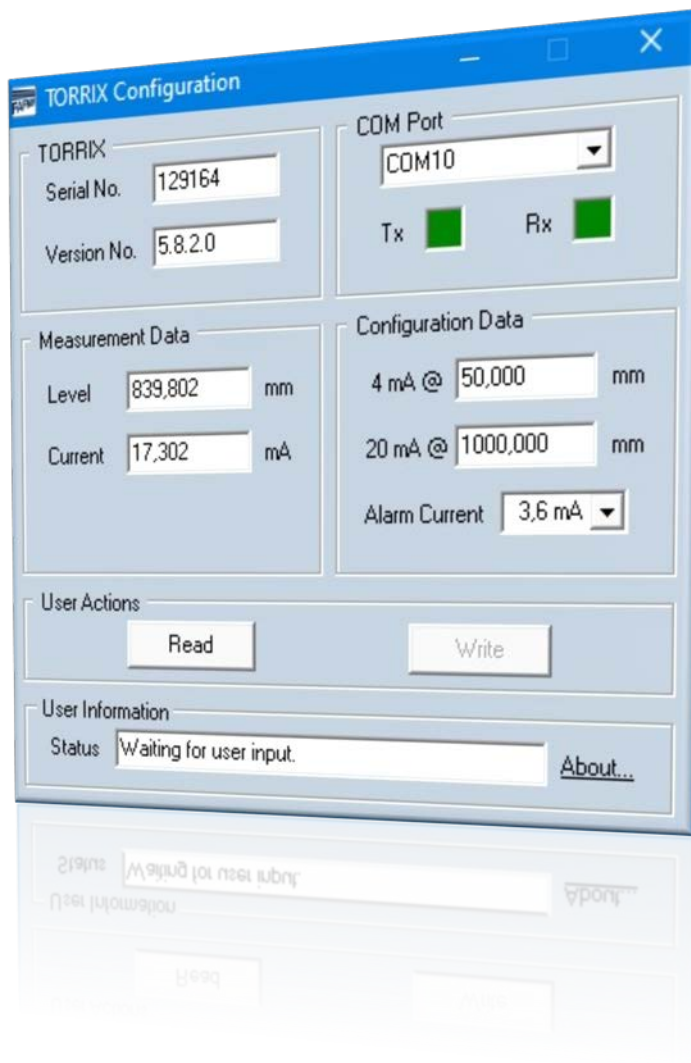 TORRIX Configuration
TORRIX
Serial No. 129164
Version No. 5.8.2.0
COM Port
COM10
Tx Rx
Measurement Data
Level 839,802 mm
Current 17,302 mA
Configuration Data
4 mA @ 50,000 mm
20 mA @ 1000,000 mm
Alarm Current 3,6 mA
User Actions
Read Write
User Information
Status Waiting for user input.
About...